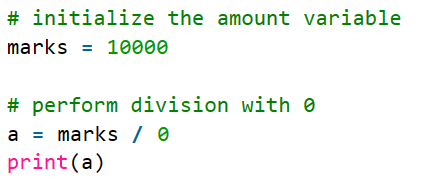 # initialize the amount variable
marks = 10000
# perform division with 0
a = marks / 0
print(a)